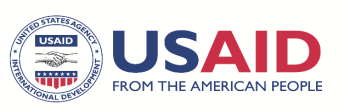 UNITED STATES AGENCY
USAID
INTERNATIONAL DEVELOPMENT
USAID
FROM THE AMERICAN PEOPLE